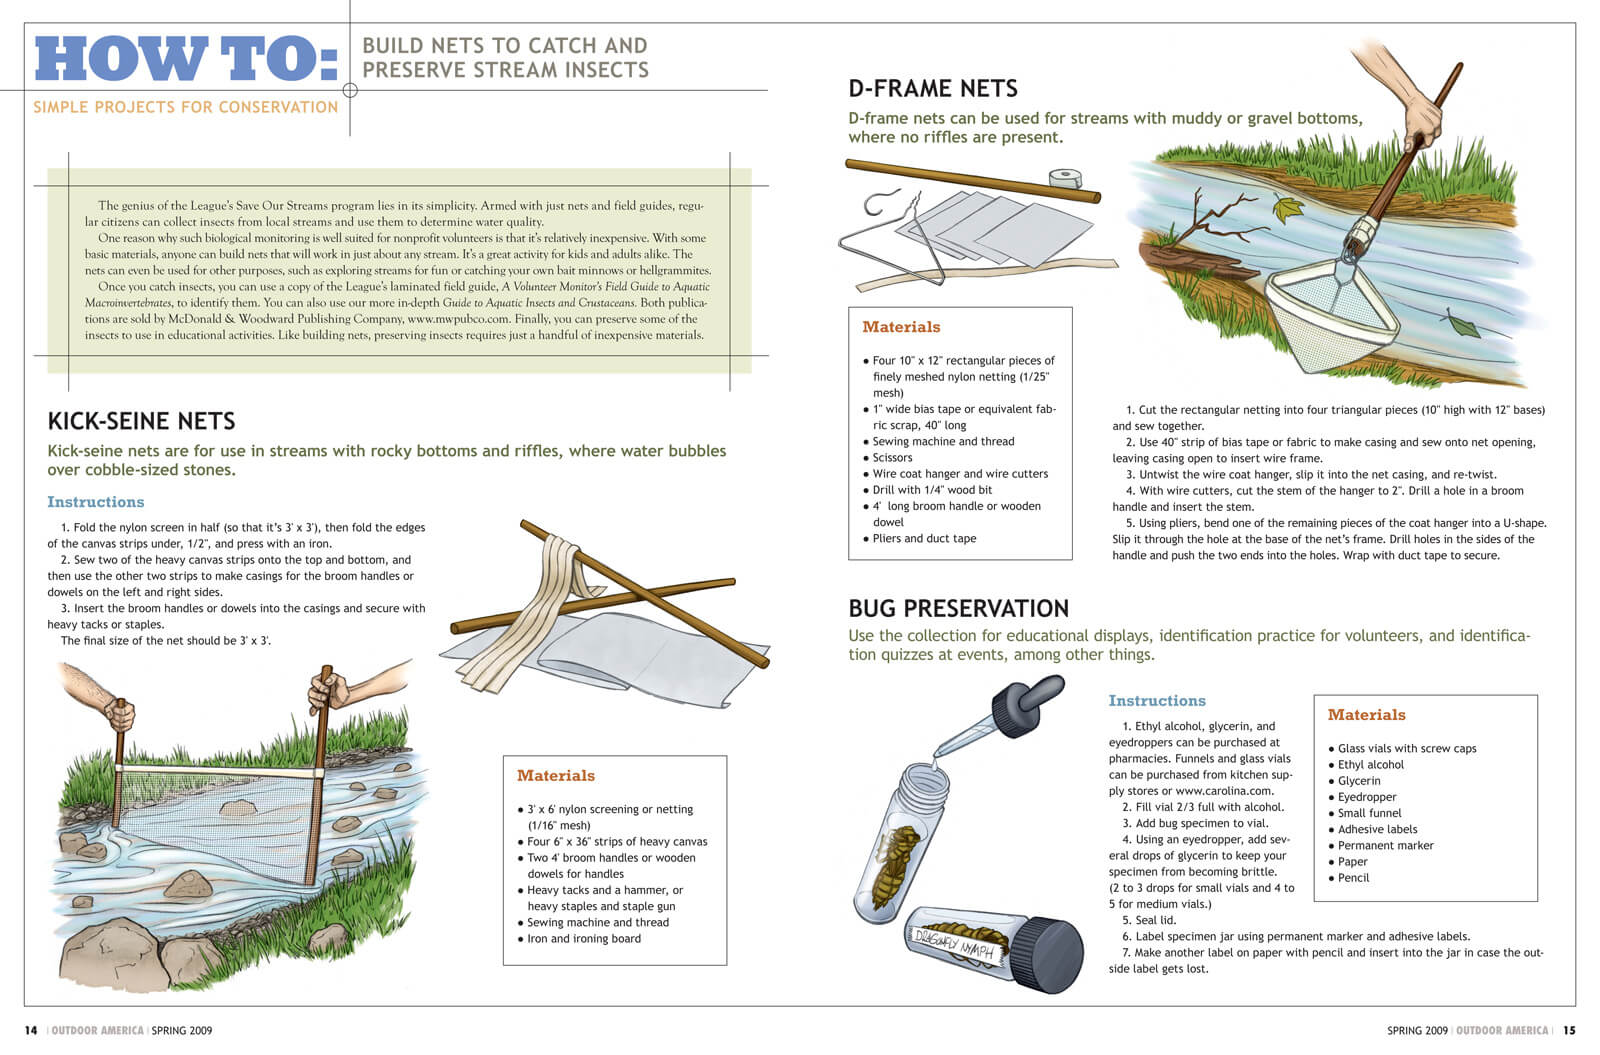 HOW TO:
SIMPLE PROJECTS FOR CONSERVATION
BUILD NETS TO CATCH AND
PRESERVE STREAM INSECTS
The genius of the League's Save Our Streams program lies in its simplicity. Armed with just nets and field guides, regu-
lar citizens can collect insects from local streams and use them to determine water quality.
One reason why such biological monitoring is well suited for nonprofit volunteers is that it's relatively inexpensive. With some
basic materials, anyone can build nets that will work in just about any stream. It's a great activity for kids and adults alike. The
nets can even be used for other purposes, such as exploring streams for fun or catching your own bait minnows or hellgrammites.
Once you catch insects, you can use a copy of the League's laminated field guide, A Volunteer Monitor's Field Guide to Aquatic
Macroinvertebrates, to identify them. You can also use our more in-depth Guide to Aquatic Insects and Crustaceans. Both publica-
tions are sold by McDonald & Woodward Publishing Company, www.mwpubco.com. Finally, you can preserve some of the
insects to use in educational activities. Like building nets, preserving insects requires just a handful of inexpensive materials.
KICK-SEINE NETS
Kick-seine nets are for use in streams with rocky bottoms and riffles, where water bubbles
over cobble-sized stones.
Instructions
1. Fold the nylon screen in half (so that it's 3' x 3'), then fold the edges
of the canvas strips under, 1/2", and press with an iron.
2. Sew two of the heavy canvas strips onto the top and bottom, and
then use the other two strips to make casings for the broom handles or
dowels on the left and right sides.
3. Insert the broom handles or dowels into the casings and secure with
heavy tacks or staples.
The final size of the net should be 3' x 3'.
Materials
● 3' x 6' nylon screening or netting
(1/16" mesh)
● Four 6" x 36" strips of heavy canvas
● Two 4' broom handles or wooden
dowels for handles
● Heavy tacks and a hammer, or
heavy staples and staple gun
● Sewing machine and thread
● Iron and ironing board
D-FRAME NETS
D-frame nets can be used for streams with muddy or gravel bottoms,
where no riffles are present.
Materials
● Four 10" x 12" rectangular pieces of
finely meshed nylon netting (1/25"
mesh)
● 1" wide bias tape or equivalent fab-
ric scrap, 40" long
● Sewing machine and thread
● Scissors
● Wire coat hanger and wire cutters
● Drill with 1/4" wood bit
● 4' long broom handle or wooden
dowel
● Pliers and duct tape
1. Cut the rectangular netting into four triangular pieces (10" high with 12" bases)
and sew together.
2. Use 40" strip of bias tape or fabric to make casing and sew onto net opening,
leaving casing open to insert wire frame.
3. Untwist the wire coat hanger, slip it into the net casing, and re-twist.
4. With wire cutters, cut the stem of the hanger to 2". Drill a hole in a broom
handle and insert the stem.
5. Using pliers, bend one of the remaining pieces of the coat hanger into a U-shape.
Slip it through the hole at the base of the net's frame. Drill holes in the sides of the
handle and push the two ends into the holes. Wrap with duct tape to secure.
BUG PRESERVATION
Use the collection for educational displays, identification practice for volunteers, and identifica-
tion quizzes at events, among other things.
Instructions
1. Ethyl alcohol, glycerin, and
eyedroppers can be purchased at
pharmacies. Funnels and glass vials
can be purchased from kitchen sup-
ply stores or www.carolina.com.
2. Fill vial 2/3 full with alcohol.
3. Add bug specimen to vial.
4. Using an eyedropper, add sev-
eral drops of glycerin to keep your
specimen from becoming brittle.
(2 to 3 drops for small vials and 4 to
5 for medium vials.)
5. Seal lid.
6. Label specimen jar using permanent marker and adhesive labels.
7. Make another label on paper with pencil and insert into the jar in case the out-
side label gets lost.
Materials
● Glass vials with screw caps
● Ethyl alcohol
● Glycerin
● Eyedropper
● Small funnel
● Adhesive labels
● Permanent marker
● Paper
● Pencil
DRAGONFLY NYMPH
14 | OUTDOOR AMERICA | SPRING 2009
SPRING 2009 | OUTDOOR AMERICA | 15